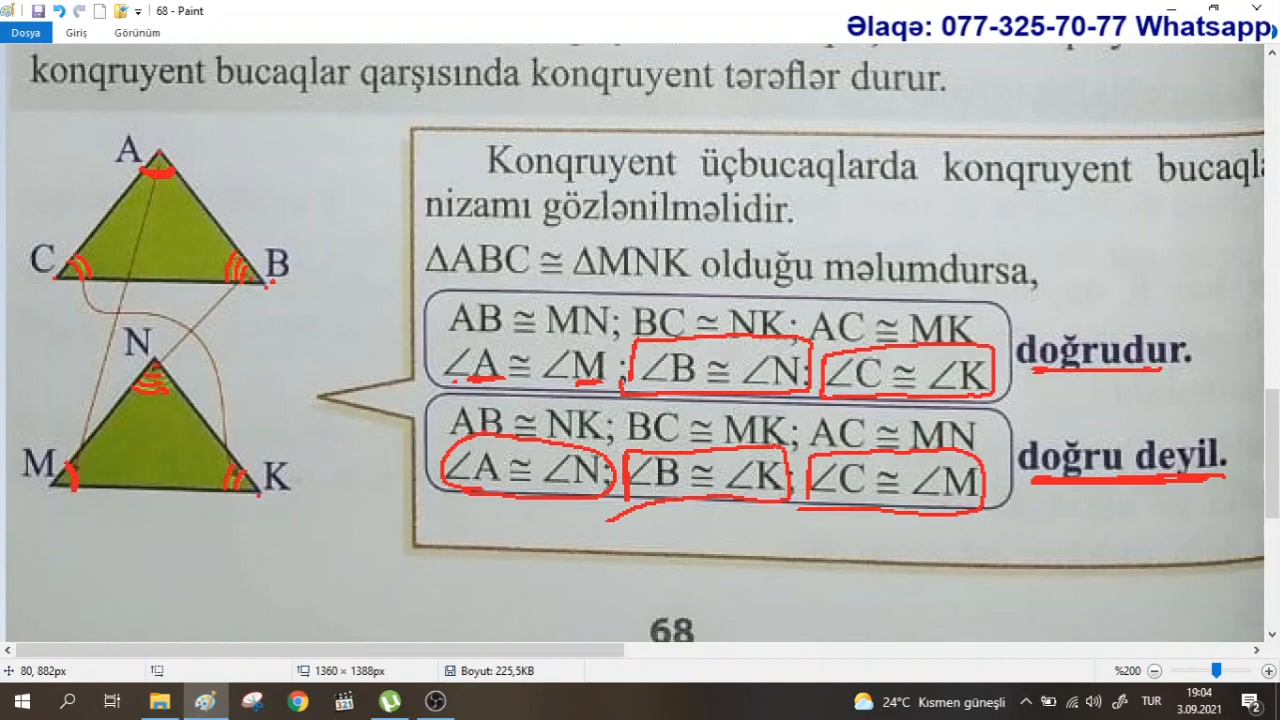 68 - Paint
Əlaqə: 077-325-70-77 Whatsapp
Dosya Giriş Görünüm
konqruyent bucaqlar qarşısında konqruyent tərəflər durur.
A
C
B
N
M
K
Konqruyent üçbucaqlarda konqruyent
nizamı gözlənilməlidir.
ΔABC ≅ ΔMNK olduğu məlumdursa,
AB ≅ MN; BC ≅ NK; AC ≅ MK
∠A ≅ ∠M ; ∠B ≅ ∠N; ∠C ≅ ∠K
doğrudur.
AB ≅ NK; BC ≅ MK; AC ≅ MN
∠A ≅ ∠N; ∠B ≅ ∠K; ∠C ≅ ∠M
doğru deyil.
68
80, 882px
1360 × 1388px
Boyut: 225,5KB
%200
24°C Kısmen güneşli
TUR
19:04
3.09.2021
2